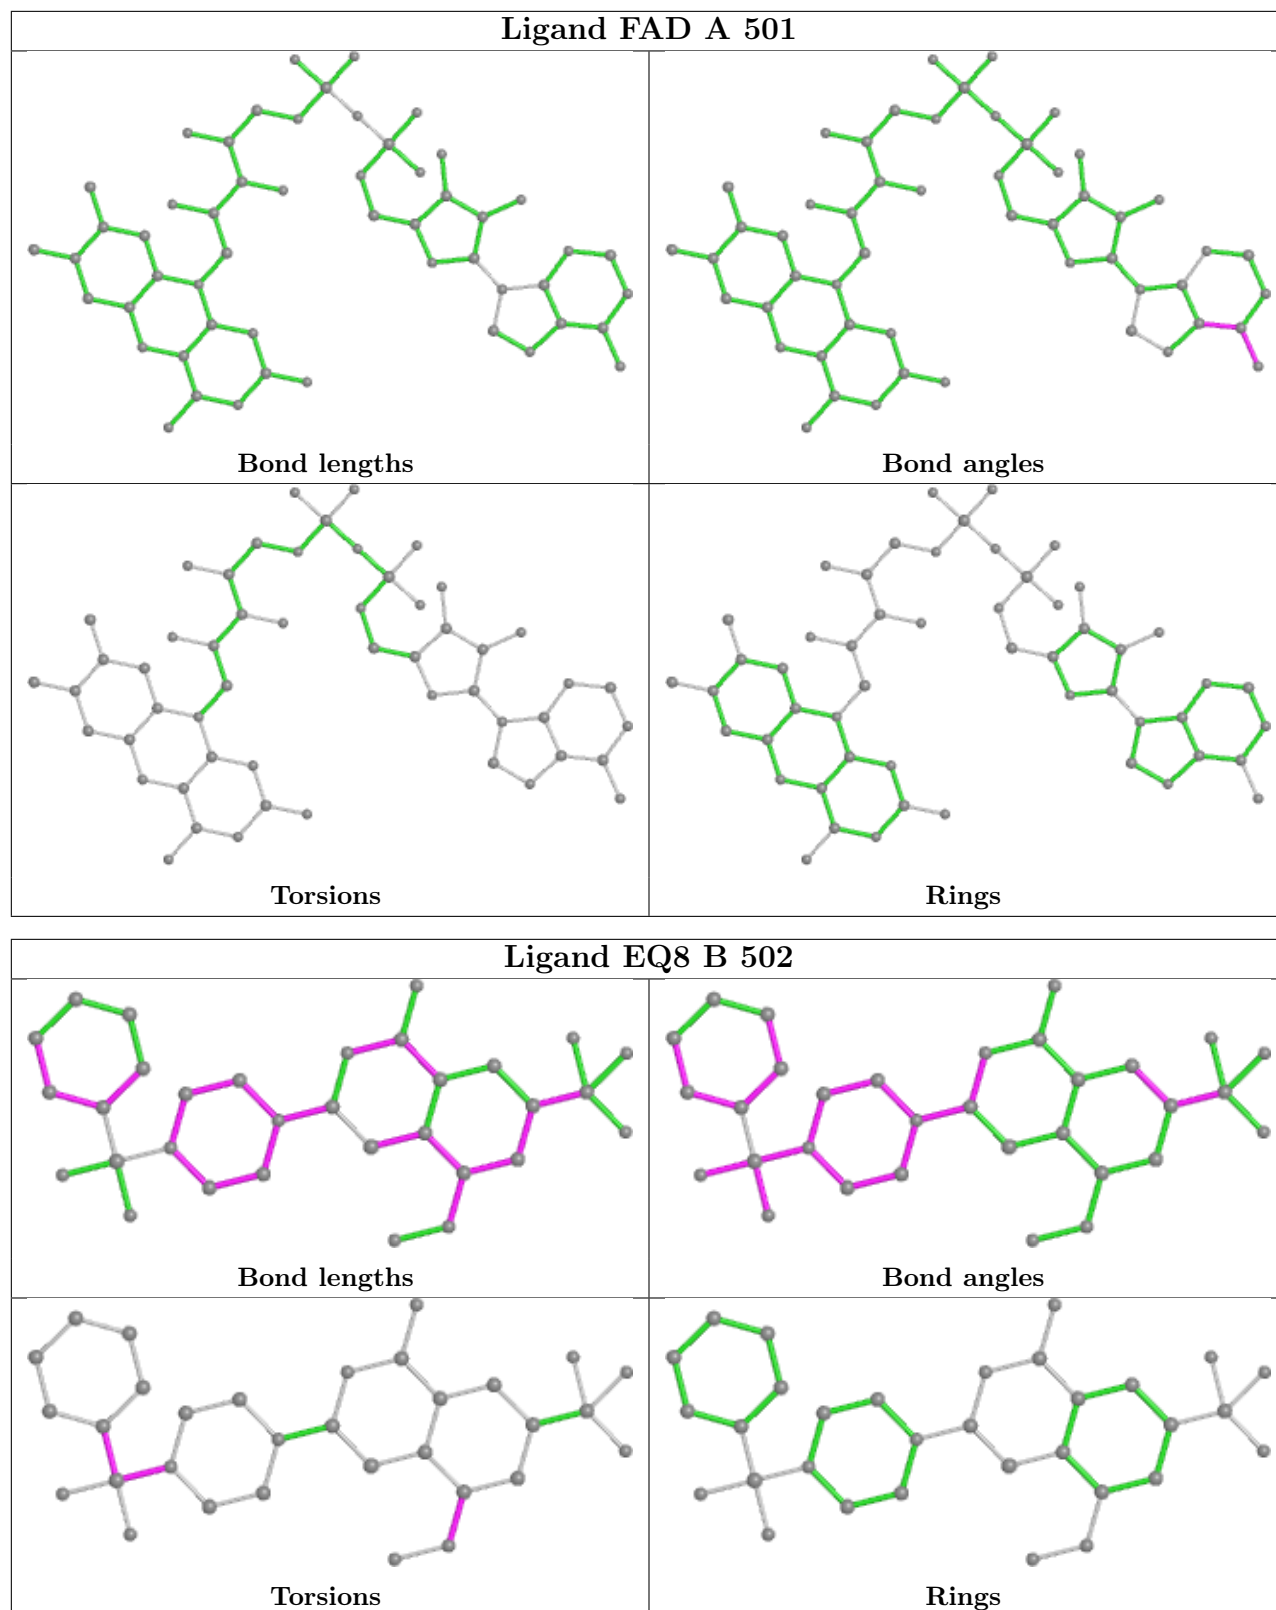 Ligand FAD A 501
Bond lengths
Bond angles
Torsions
Rings
Ligand EQ8 B 502
Bond lengths
Bond angles
Torsions
Rings